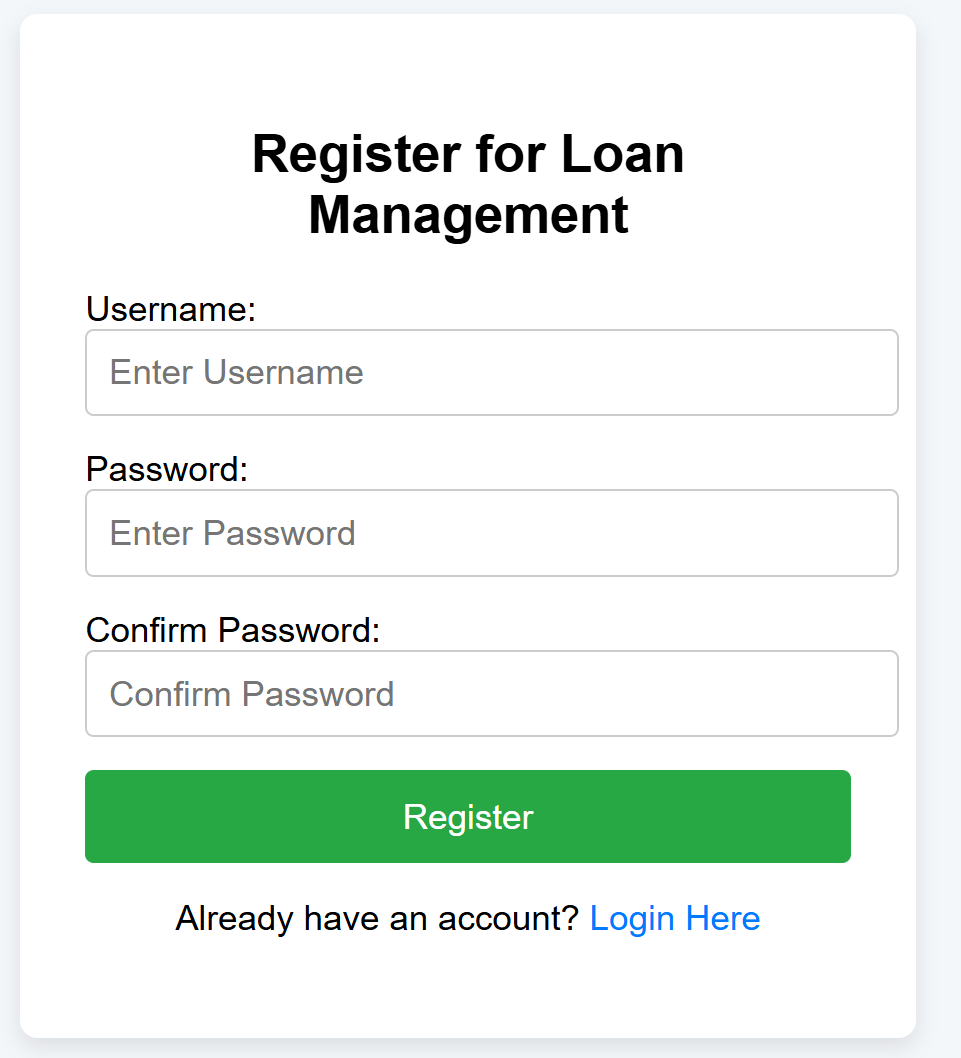 Register for Loan
Management
Username:
Enter Username
Password:
Enter Password
Confirm Password:
Confirm Password
Register
Already have an account? Login Here